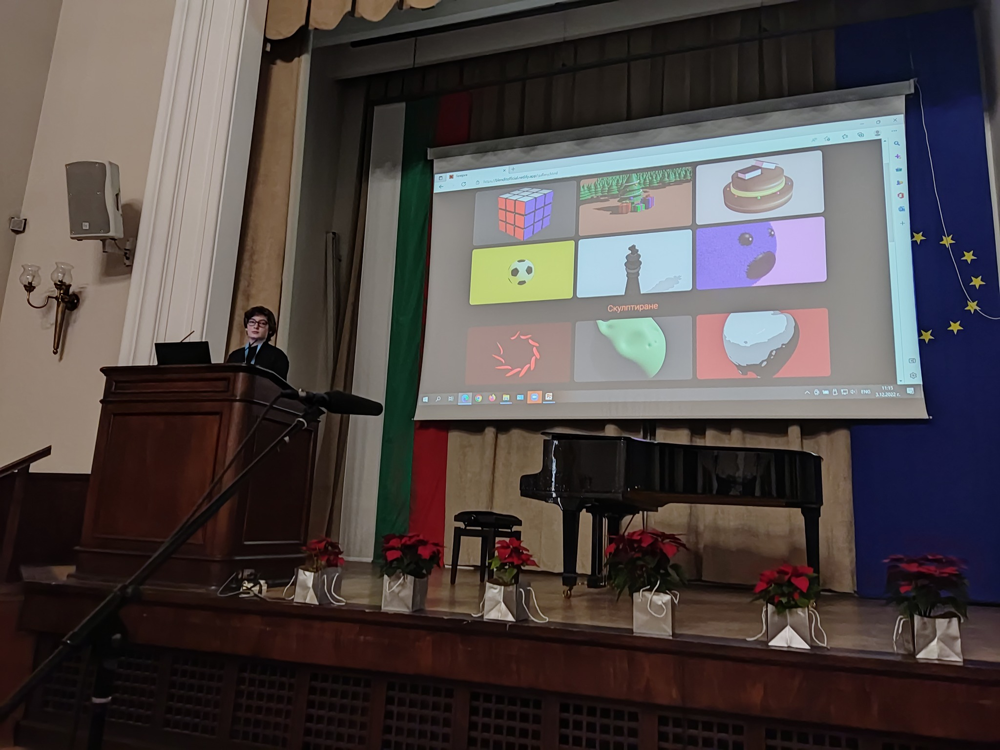 Галерия
https://blenditofficial.netlify.app/gallery.html
Скулптиране
ENG
11:15
3.12.2022 г.